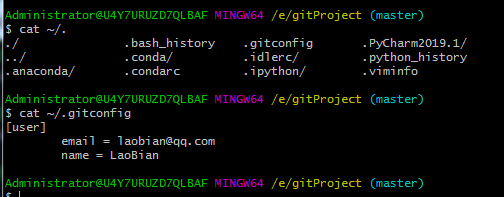 Administrator@U4Y7URUZD7QLBAF MINGW64 /e/gitProject (master)
$ cat ~/.
./ .bash_history .gitconfig .PyCharm2019.1/
../ .conda/ .idlerc/ .python_history
.anaconda/ .condarc .ipython/ .viminfo
Administrator@U4Y7URUZD7QLBAF MINGW64 /e/gitProject (master)
$ cat ~/.gitconfig
[user]
email = laobian@qq.com
name = LaoBian
Administrator@U4Y7URUZD7QLBAF MINGW64 /e/gitProject (master)
$